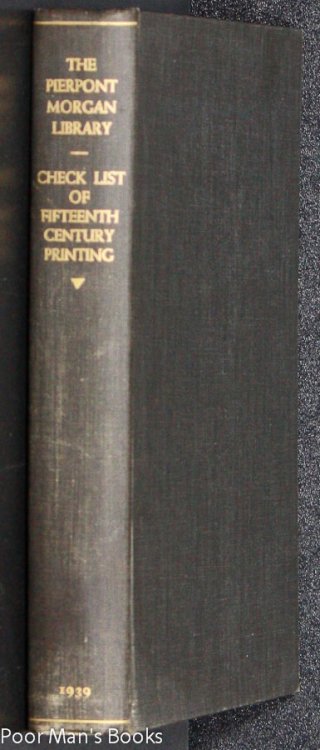 THE
PIERPONT
MORGAN
LIBRARY
—
CHECK LIST
OF
FIFTEENTH
CENTURY
PRINTING
1939
Poor Man's Books